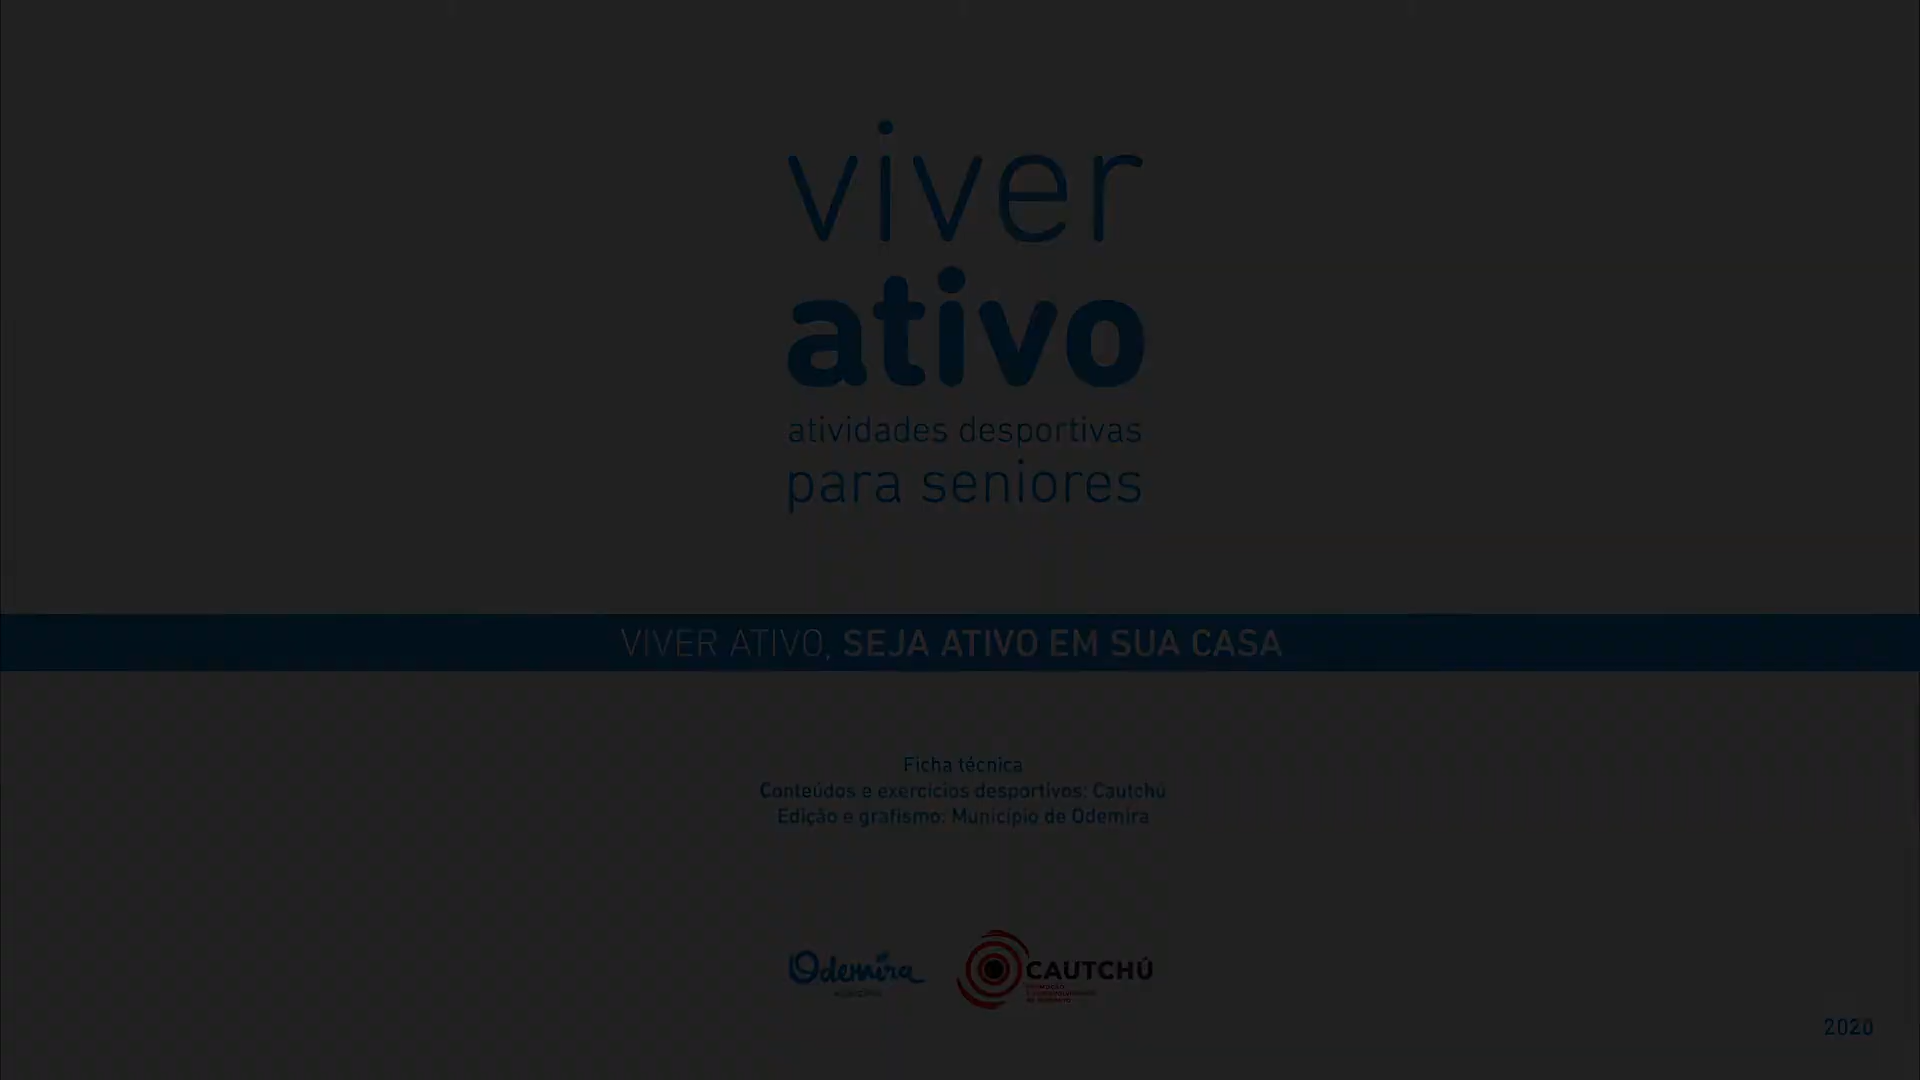 viver
ativo
atividades desportivas
para seniores
VIVER ATIVO, SEJA ATIVO EM SUA CASA
Ficha técnica
Conteúdos e exercícios desportivos: Cautchú
Edição e grafismo: Município de Odemira
Odemira
CAUTCHÚ
2020